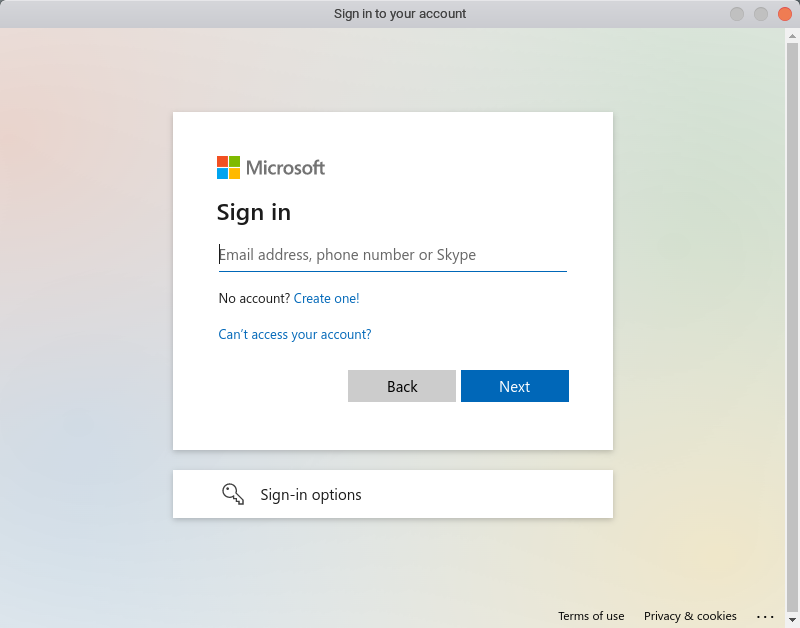 Sign in to your account
Microsoft
Sign in
Email address, phone number or Skype
No account? Create one!
Can't access your account?
Back
Next
Sign-in options
Terms of use
Privacy & cookies
...